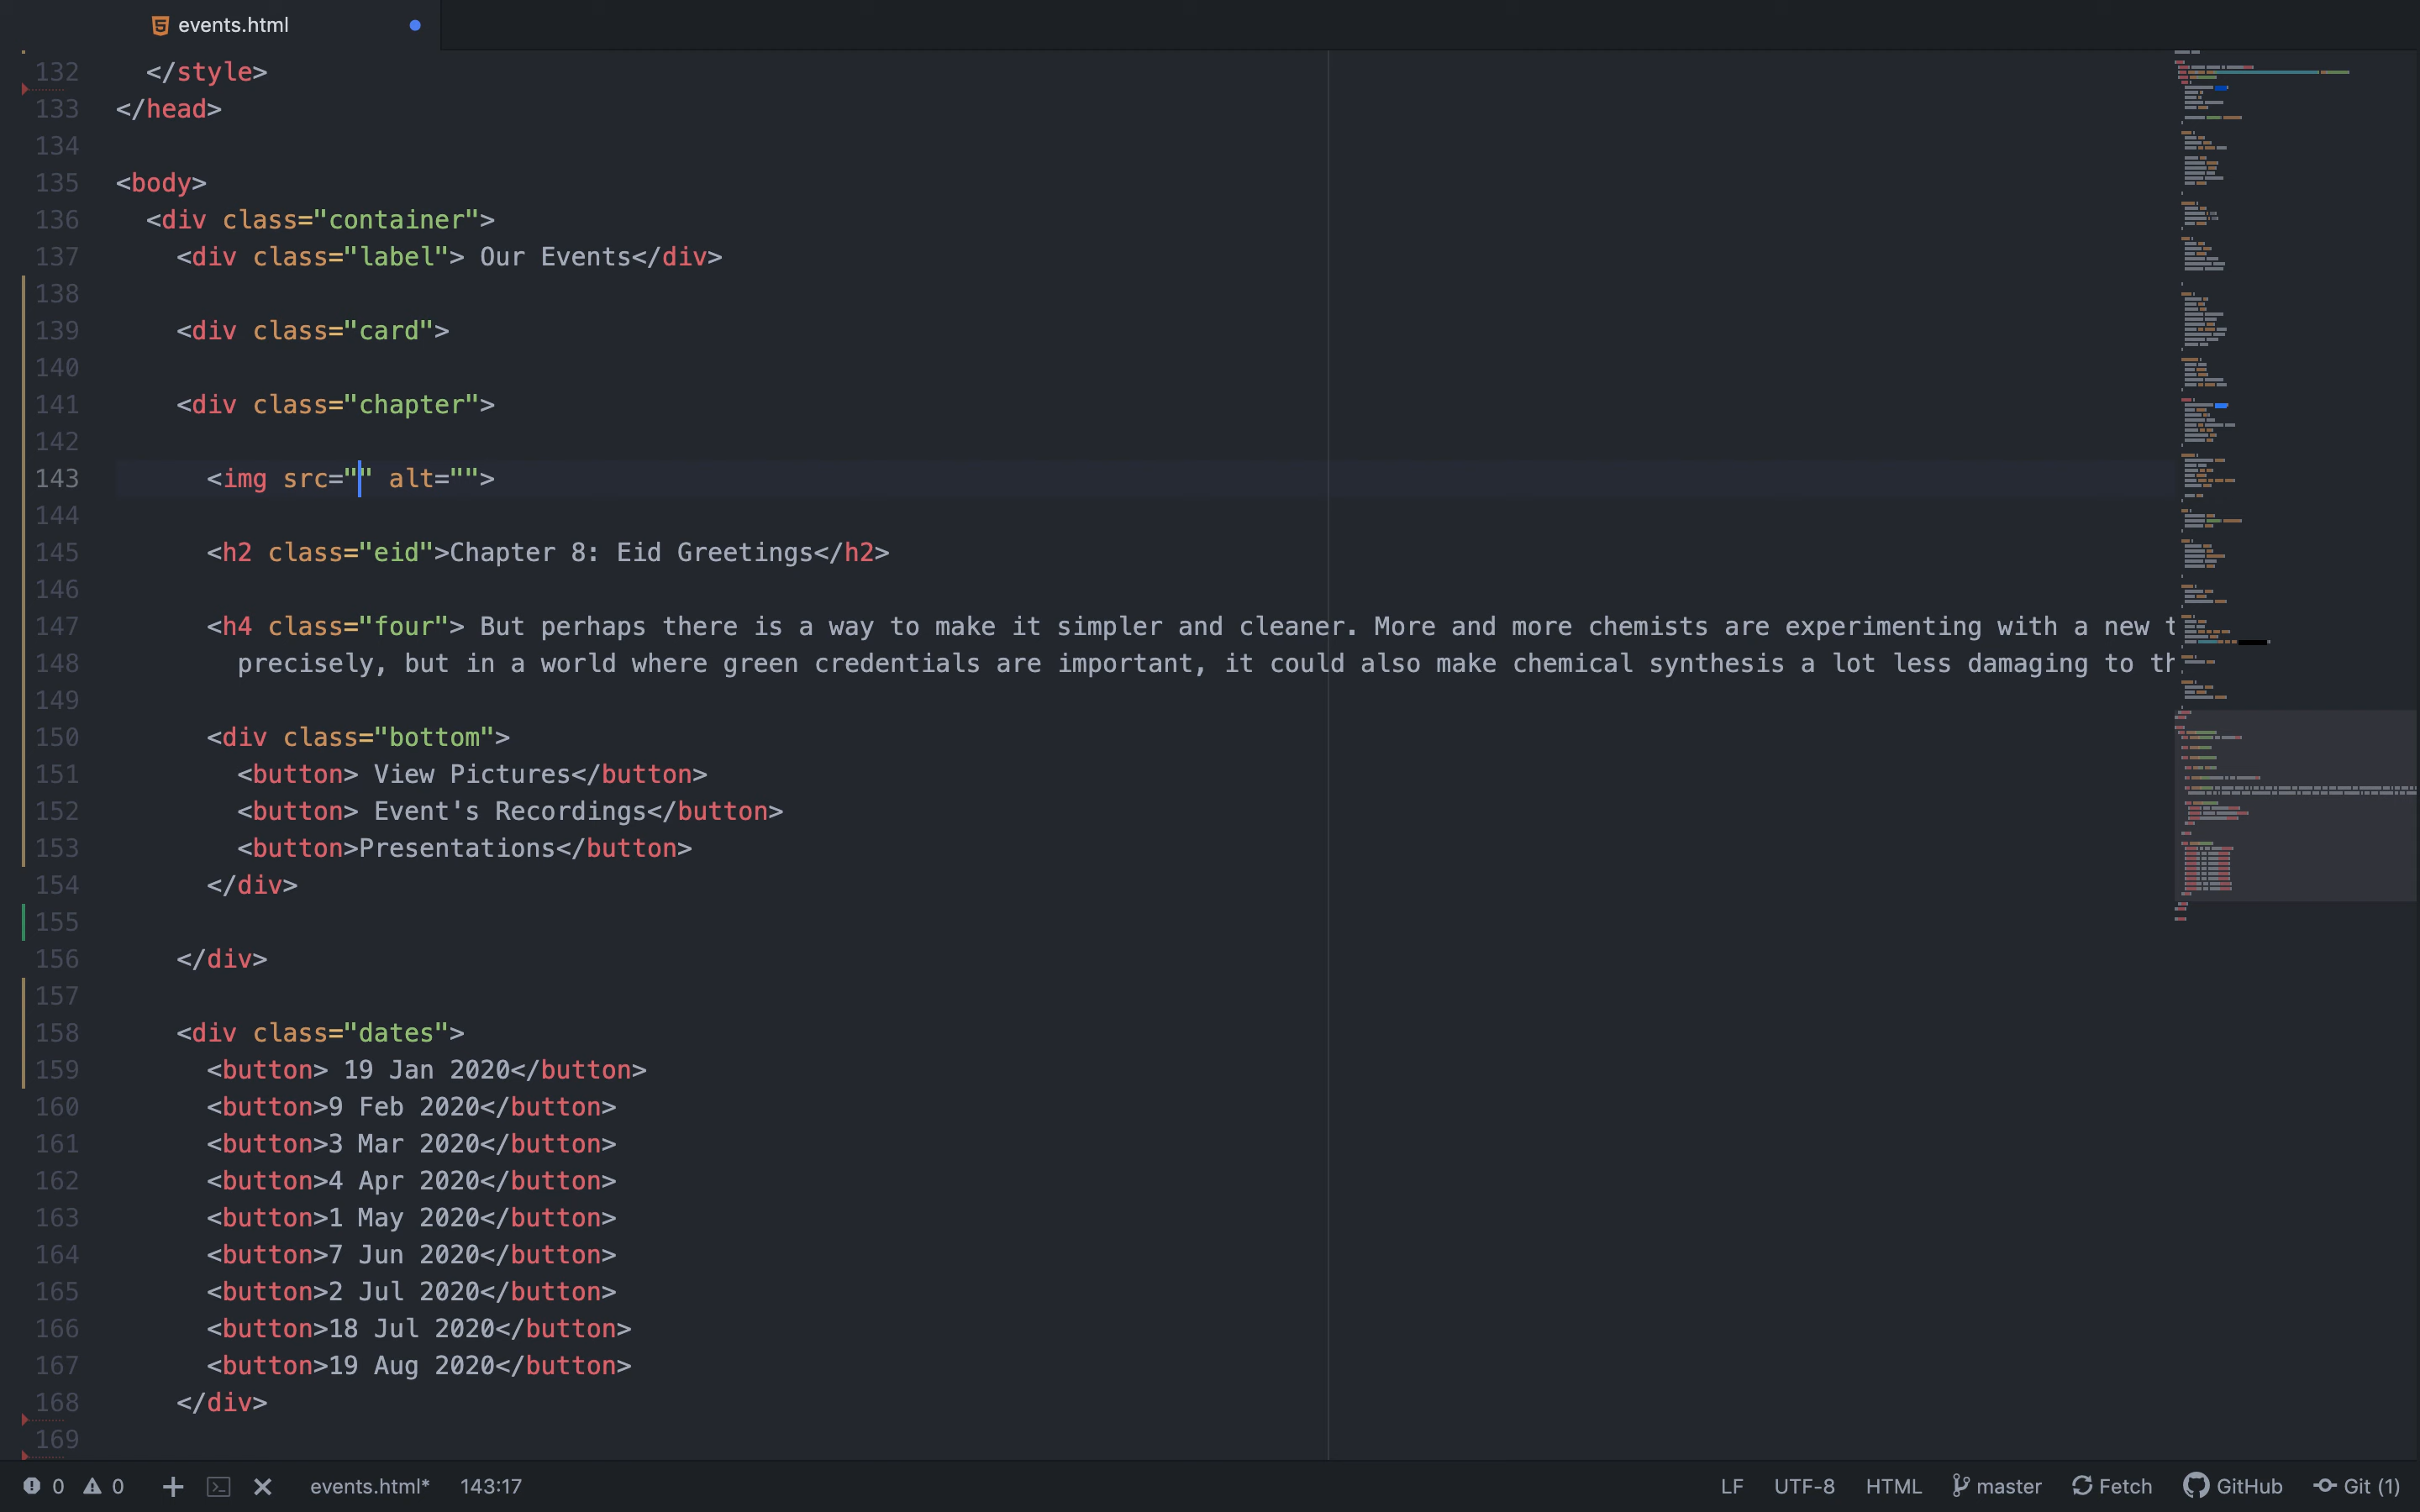 events.html
132 </style>
133 </head>
134
135 <body>
136 <div class="container">
137 <div class="label"> Our Events</div>
138
139 <div class="card">
140
141 <div class="chapter">
142
143 <img src="" alt="">
144
145 <h2 class="eid">Chapter 8: Eid Greetings</h2>
146
147 <h4 class="four"> But perhaps there is a way to make it simpler and cleaner. More and more chemists are experimenting with a new t
148 precisely, but in a world where green credentials are important, it could also make chemical synthesis a lot less damaging to th
149
150 <div class="bottom">
151 <button> View Pictures</button>
152 <button> Event's Recordings</button>
153 <button>Presentations</button>
154 </div>
155
156 </div>
157
158 <div class="dates">
159 <button> 19 Jan 2020</button>
160 <button>9 Feb 2020</button>
161 <button>3 Mar 2020</button>
162 <button>4 Apr 2020</button>
163 <button>1 May 2020</button>
164 <button>7 Jun 2020</button>
165 <button>2 Jul 2020</button>
166 <button>18 Jul 2020</button>
167 <button>19 Aug 2020</button>
168 </div>
169
0 0 events.html* 143:17 LF UTF-8 HTML master Fetch GitHub Git (1)